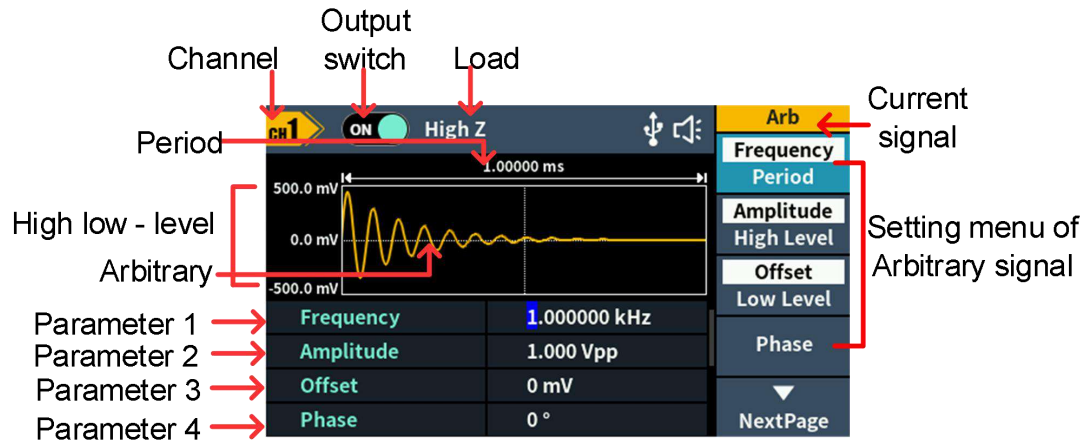 Output
switch
Channel
Load
Current
signal
Period
High low - level
Arbitrary
Parameter 1
Parameter 2
Parameter 3
Parameter 4
Setting menu of
Arbitrary signal
CH1
ON
High Z
1.00000 ms
500.0 mV
0.0 mV
-500.0 mV
Frequency 1.000000 kHz
Amplitude 1.000 Vpp
Offset 0 mV
Phase 0 °
Arb
Frequency
Period
Amplitude
High Level
Offset
Low Level
Phase
NextPage